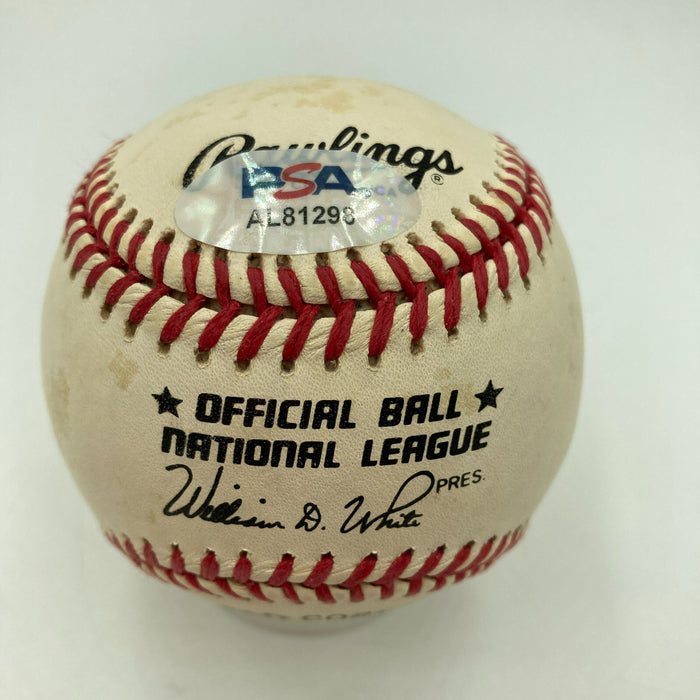 Rawlings ®
PSA
AL81298
★ OFFICIAL BALL ★
NATIONAL LEAGUE
William D. White PRES.